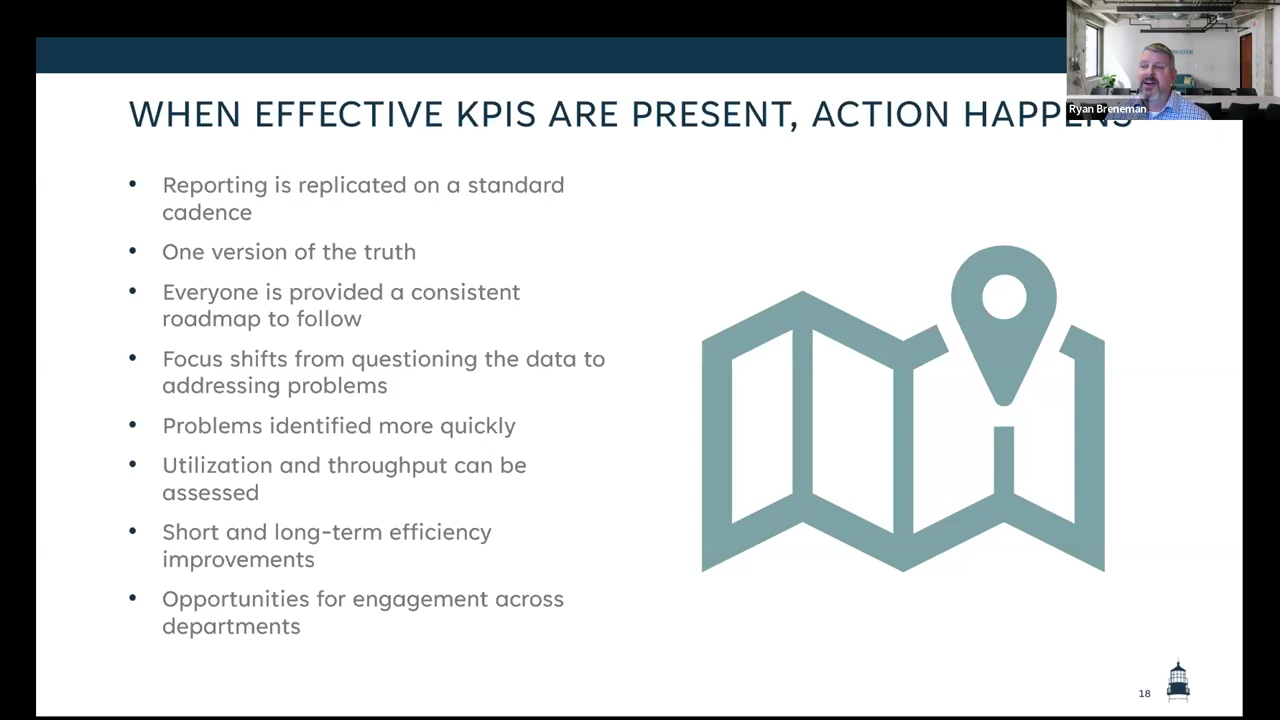 WHEN EFFECTIVE KPIS ARE PRESENT, ACTION HAPPENS
Ryan Breneman
• Reporting is replicated on a standard
cadence
• One version of the truth
• Everyone is provided a consistent
roadmap to follow
• Focus shifts from questioning the data to
addressing problems
• Problems identified more quickly
• Utilization and throughput can be
assessed
• Short and long-term efficiency
improvements
• Opportunities for engagement across
departments
18